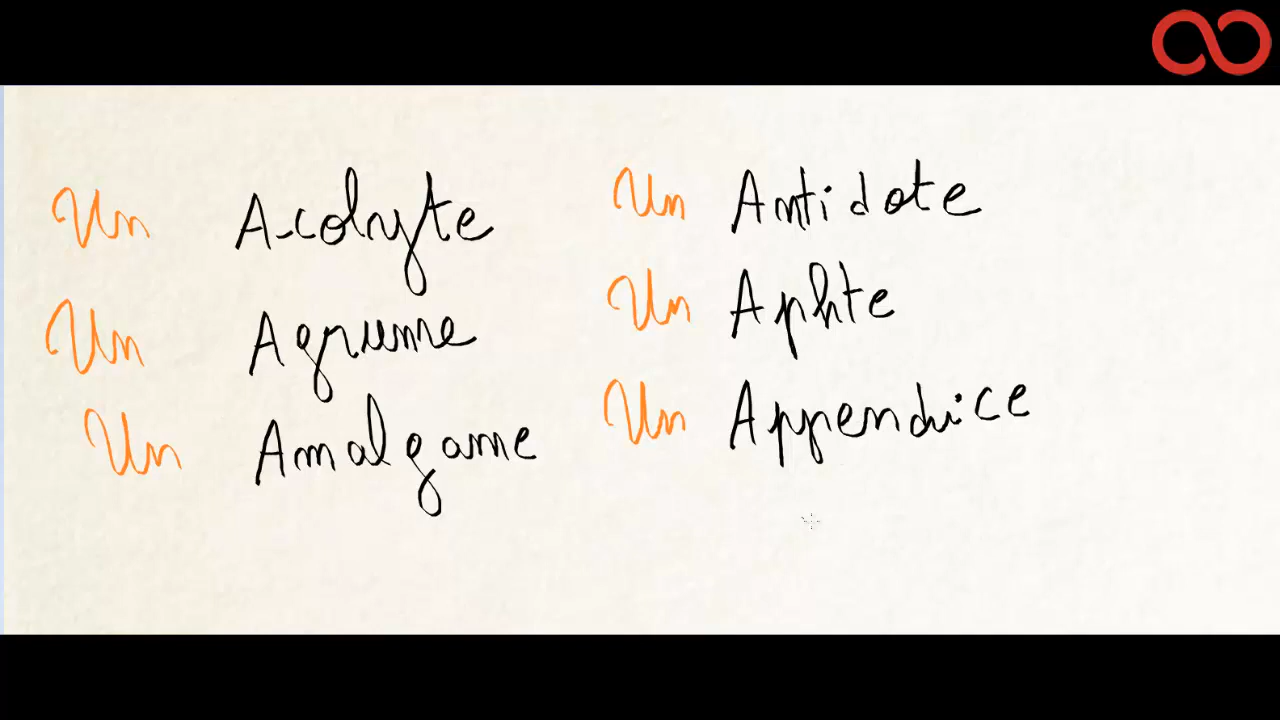 Un Acolyte
Un Agrume
Un Amalgame
Un Antidote
Un Aphte
Un Appendice